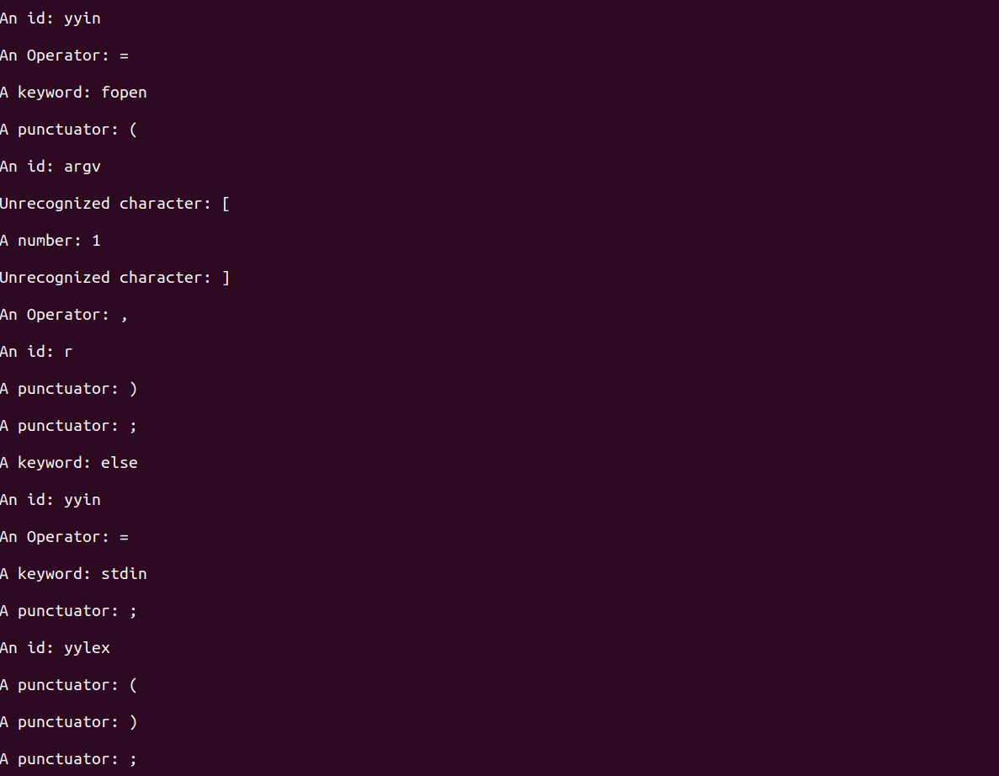 An id: yyin
An Operator: =
A keyword: fopen
A punctuator: (
An id: argv
Unrecognized character: [
A number: 1
Unrecognized character: ]
An Operator: ,
An id: r
A punctuator: )
A punctuator: ;
A keyword: else
An id: yyin
An Operator: =
A keyword: stdin
A punctuator: ;
An id: yylex
A punctuator: (
A punctuator: )
A punctuator: ;